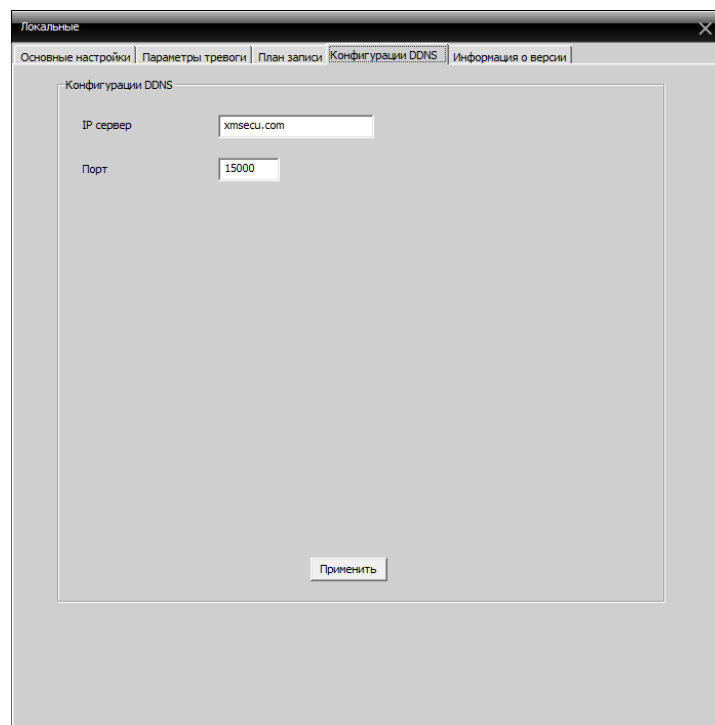 Локальные
Основные настройки Параметры тревоги План записи Конфигурации DDNS Информация о версии
Конфигурации DDNS
IP сервер xmsecu.com
Порт 15000
Применить